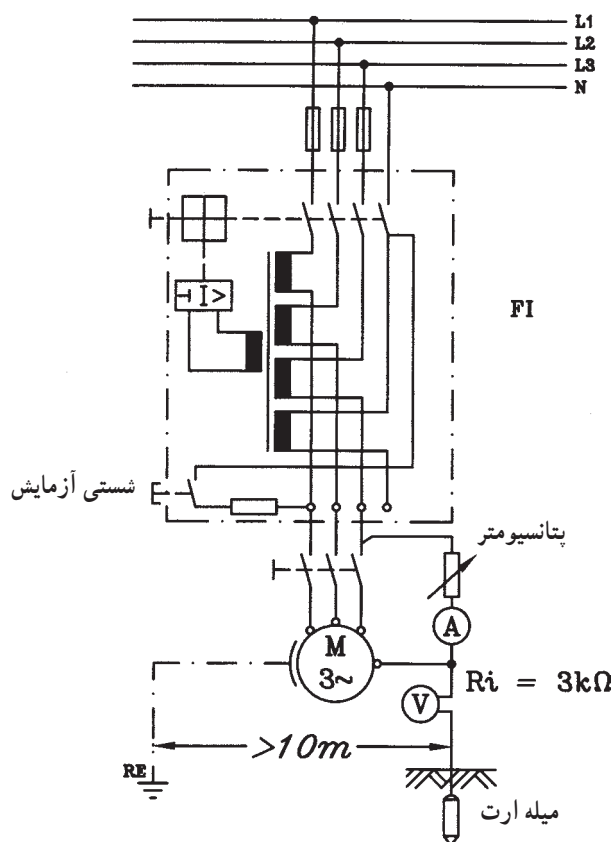 L1
L2
L3
N
FI
I>
شستی آزمایش
پتانسیومتر
A
M
3~
Ri = 3kΩ
V
>10m
RE
میله ارت